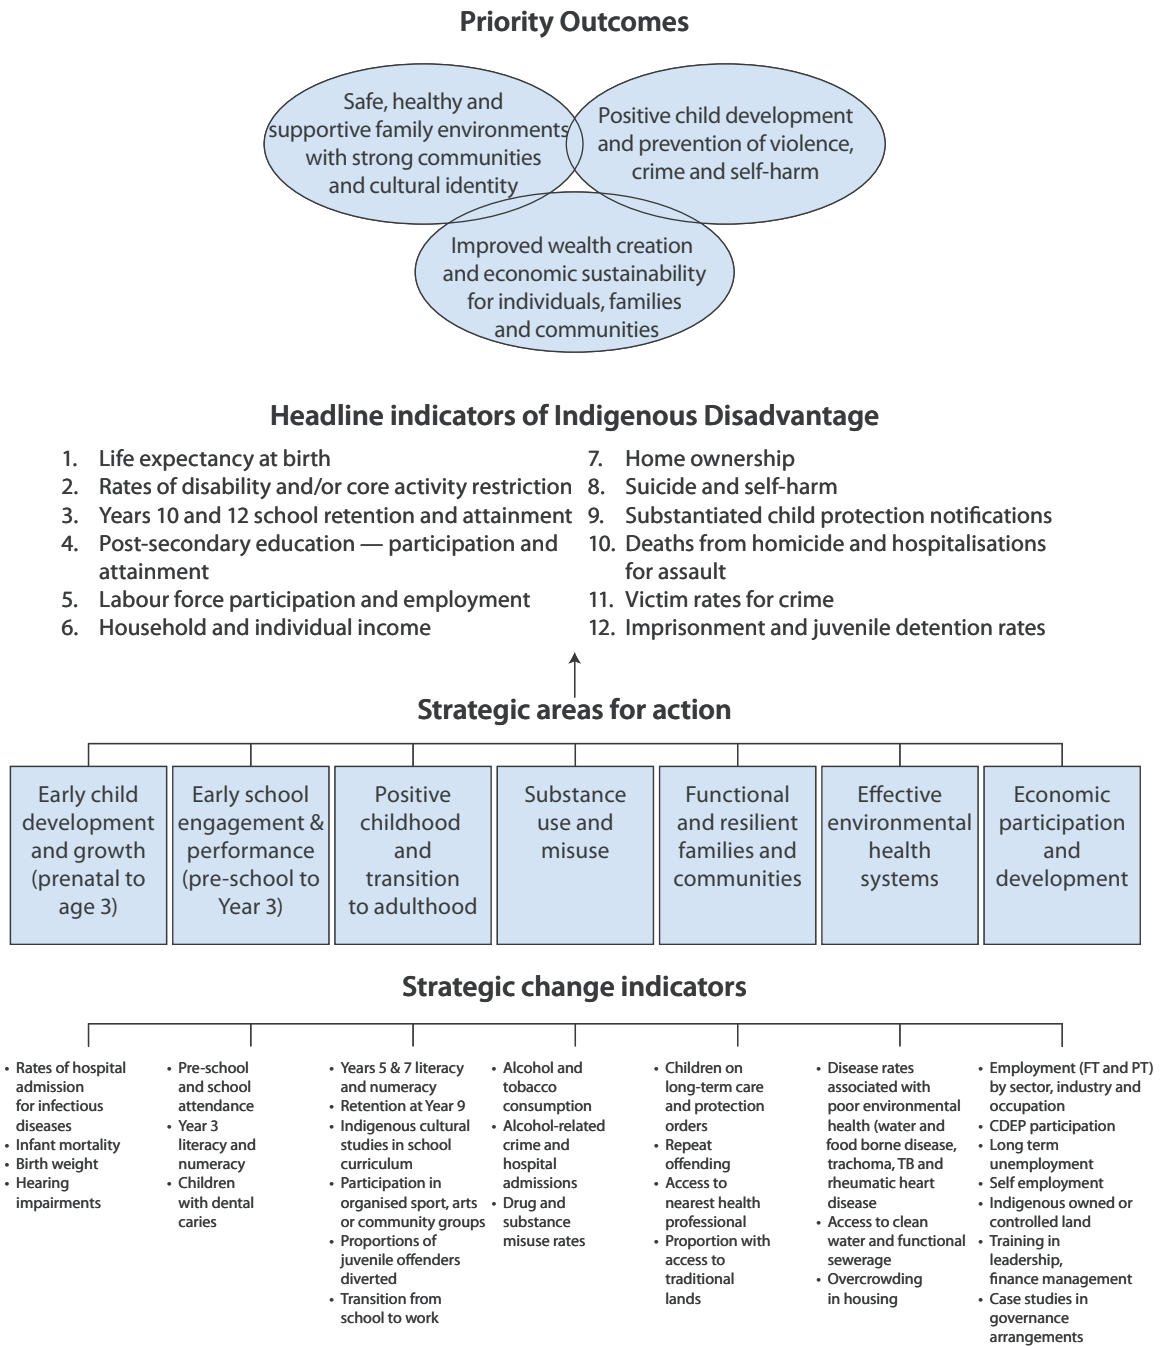 Priority Outcomes
Safe, healthy and
supportive family environments
with strong communities
and cultural identity
Positive child development
and prevention of violence,
crime and self-harm
Improved wealth creation
and economic sustainability
for individuals, families
and communities
Headline indicators of Indigenous Disadvantage
1. Life expectancy at birth
2. Rates of disability and/or core activity restriction
3. Years 10 and 12 school retention and attainment
4. Post-secondary education — participation and
attainment
5. Labour force participation and employment
6. Household and individual income
7. Home ownership
8. Suicide and self-harm
9. Substantiated child protection notifications
10. Deaths from homicide and hospitalisations
for assault
11. Victim rates for crime
12. Imprisonment and juvenile detention rates
Strategic areas for action
Early child
development
and growth
(prenatal to
age 3)
Early school
engagement &
performance
(pre-school to
Year 3)
Positive
childhood
and
transition
to adulthood
Substance
use and
misuse
Functional
and resilient
families and
communities
Effective
environmental
health
systems
Economic
participation
and
development
Strategic change indicators
• Rates of hospital
admission
for infectious
diseases
• Infant mortality
• Birth weight
• Hearing
impairments
• Pre-school
and school
attendance
• Year 3
literacy and
numeracy
• Children
with dental
caries
• Years 5 & 7 literacy
and numeracy
• Retention at Year 9
• Indigenous cultural
studies in school
curriculum
• Participation in
organised sport, arts
or community groups
• Proportions of
juvenile offenders
diverted
• Transition from
school to work
• Alcohol and
tobacco
consumption
• Alcohol-related
crime and
hospital
admissions
• Drug and
substance
misuse rates
• Children on
long-term care
and protection
orders
• Repeat
offending
• Access to
nearest health
professional
• Proportion with
access to
traditional
lands
• Disease rates
associated with
poor environmental
health (water and
food borne disease,
trachoma, TB and
rheumatic heart
disease
• Access to clean
water and functional
sewerage
• Overcrowding
in housing
• Employment (FT and PT)
by sector, industry and
occupation
• CDEP participation
• Long term
unemployment
• Self employment
• Indigenous owned or
controlled land
• Training in
leadership,
finance management
• Case studies in
governance
arrangements